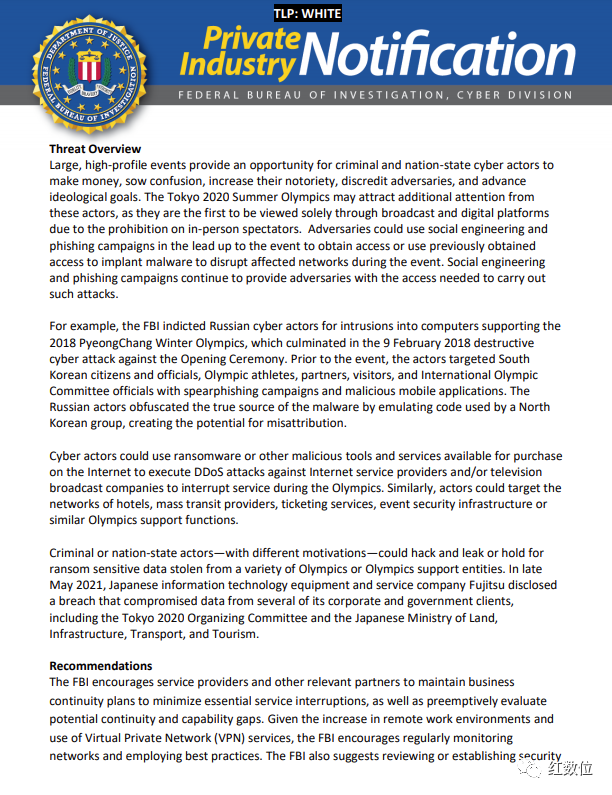 TLP: WHITE
Private
Industry
Notification
FEDERAL BUREAU OF INVESTIGATION, CYBER DIVISION
DEPARTMENT OF JUSTICE
FEDERAL BUREAU OF INVESTIGATION
Threat Overview
Large, high-profile events provide an opportunity for criminal and nation-state cyber actors to
make money, sow confusion, increase their notoriety, discredit adversaries, and advance
ideological goals. The Tokyo 2020 Summer Olympics may attract additional attention from
these actors, as they are the first to be viewed solely through broadcast and digital platforms
due to the prohibition on in-person spectators.  Adversaries could use social engineering and
phishing campaigns in the lead up to the event to obtain access or use previously obtained
access to implant malware to disrupt affected networks during the event. Social engineering
and phishing campaigns continue to provide adversaries with the access needed to carry out
such attacks.
For example, the FBI indicted Russian cyber actors for intrusions into computers supporting the
2018 PyeongChang Winter Olympics, which culminated in the 9 February 2018 destructive
cyber attack against the Opening Ceremony. Prior to the event, the actors targeted South
Korean citizens and officials, Olympic athletes, partners, visitors, and International Olympic
Committee officials with spearphishing campaigns and malicious mobile applications. The
Russian actors obfuscated the true source of the malware by emulating code used by a North
Korean group, creating the potential for misattribution.
Cyber actors could use ransomware or other malicious tools and services available for purchase
on the Internet to execute DDoS attacks against Internet service providers and/or television
broadcast companies to interrupt service during the Olympics. Similarly, actors could target the
networks of hotels, mass transit providers, ticketing services, event security infrastructure or
similar Olympics support functions.
Criminal or nation-state actors—with different motivations—could hack and leak or hold for
ransom sensitive data stolen from a variety of Olympics or Olympics support entities. In late
May 2021, Japanese information technology equipment and service company Fujitsu disclosed
a breach that compromised data from several of its corporate and government clients,
including the Tokyo 2020 Organizing Committee and the Japanese Ministry of Land,
Infrastructure, Transport, and Tourism.
Recommendations
The FBI encourages service providers and other relevant partners to maintain business
continuity plans to minimize essential service interruptions, as well as preemptively evaluate
potential continuity and capability gaps. Given the increase in remote work environments and
use of Virtual Private Network (VPN) services, the FBI encourages regularly monitoring
networks and employing best practices. The FBI also suggests reviewing or establishing security
红数位